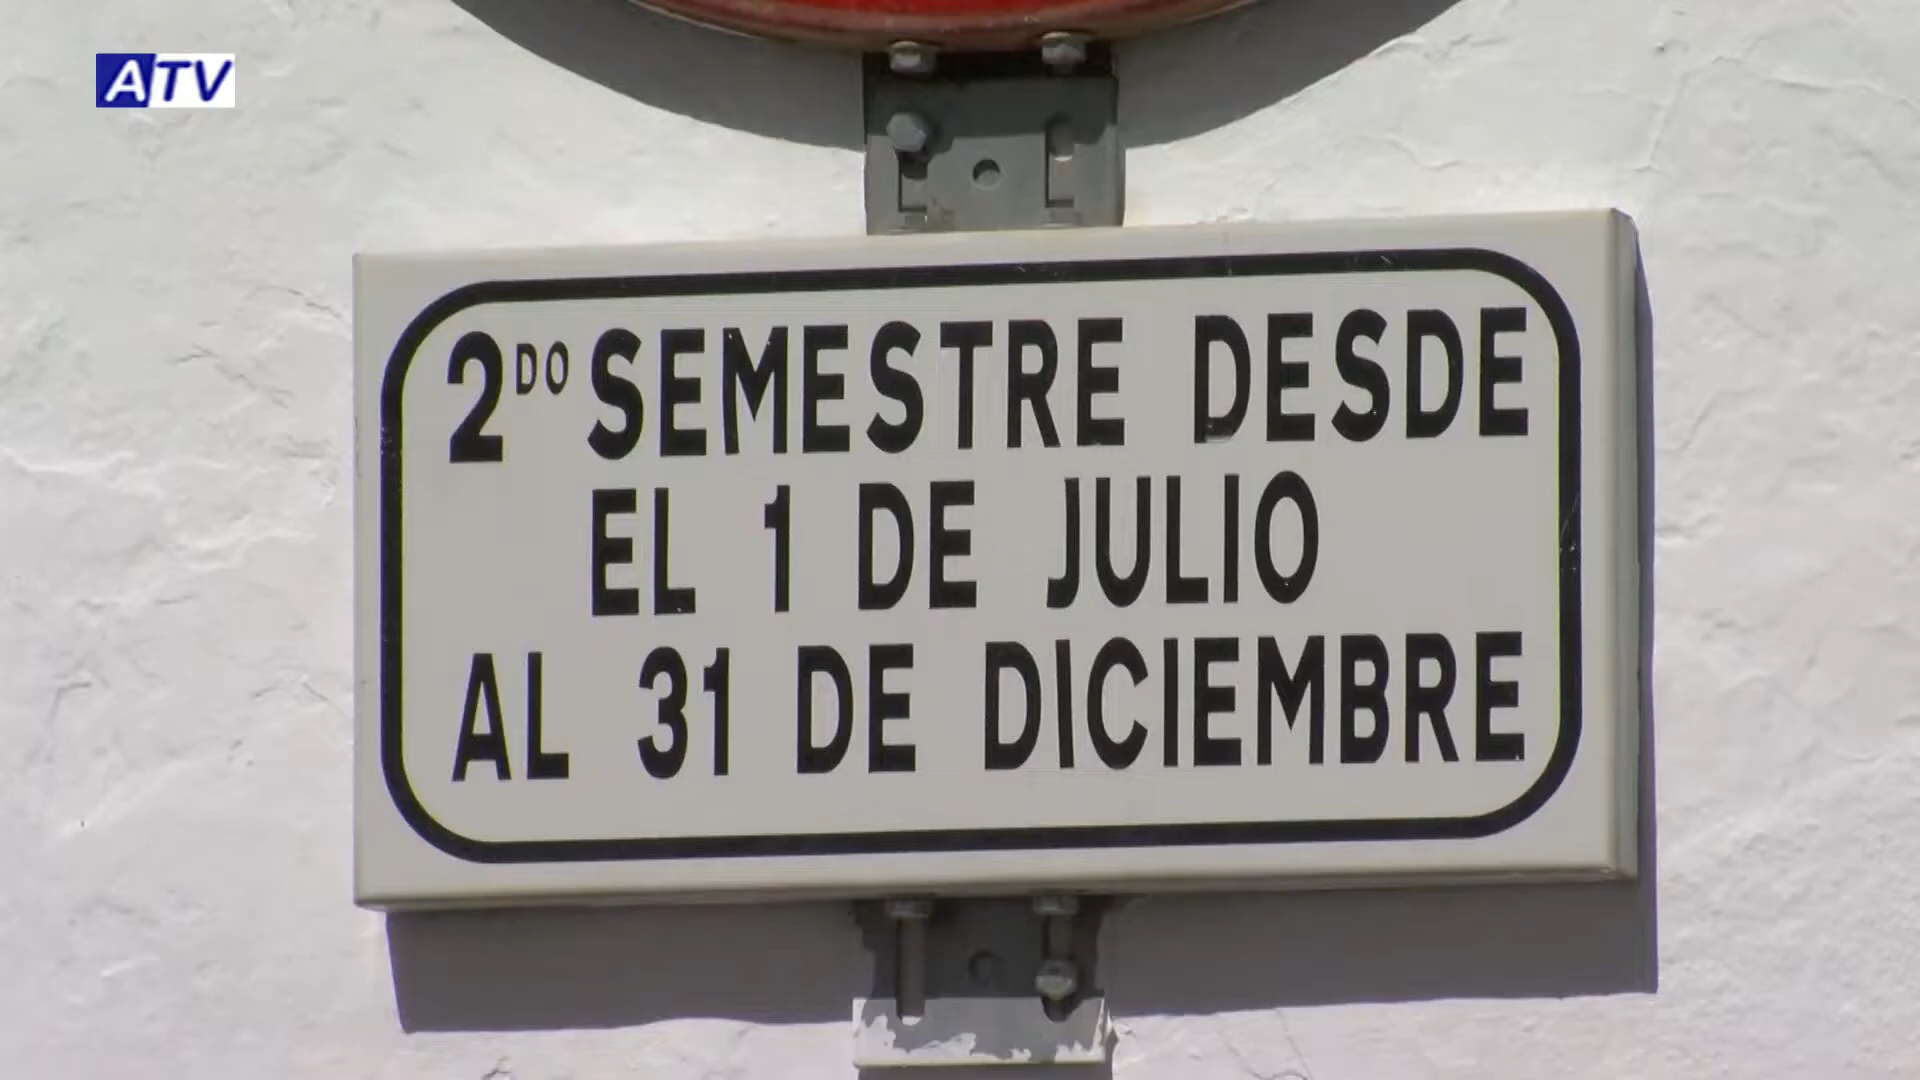 ATV
2DO SEMESTRE DESDE
EL 1 DE JULIO
AL 31 DE DICIEMBRE